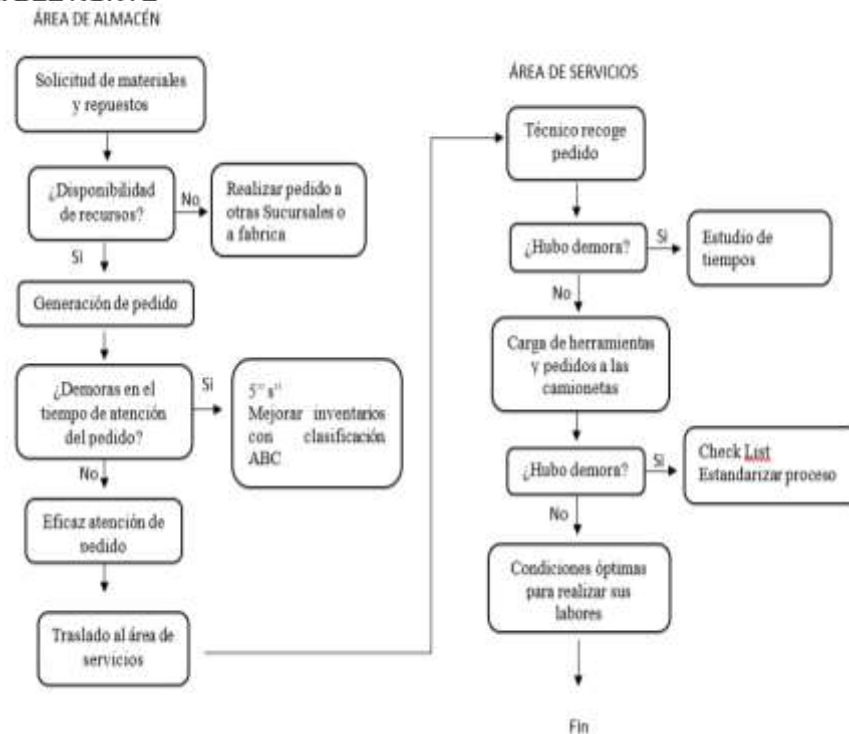 ÁREA DE ALMACÉN
Solicitud de materiales
y repuestos
¿Disponibilidad
de recursos?
No
Realizar pedido a
otras Sucursales o
a fabrica
Si
Generación de pedido
¿Demoras en el
tiempo de atención
del pedido?
Si
5" s"
Mejorar inventarios
con clasificación
ABC
No
Eficaz atención de
pedido
Traslado al área de
servicios
ÁREA DE SERVICIOS
Técnico recoge
pedido
¿Hubo demora?
Si
Estudio de
tiempos
No
Carga de herramientas
y pedidos a las
camionetas
¿Hubo demora?
Si
Check List
Estandarizar proceso
No
Condiciones óptimas
para realizar sus
labores
Fin